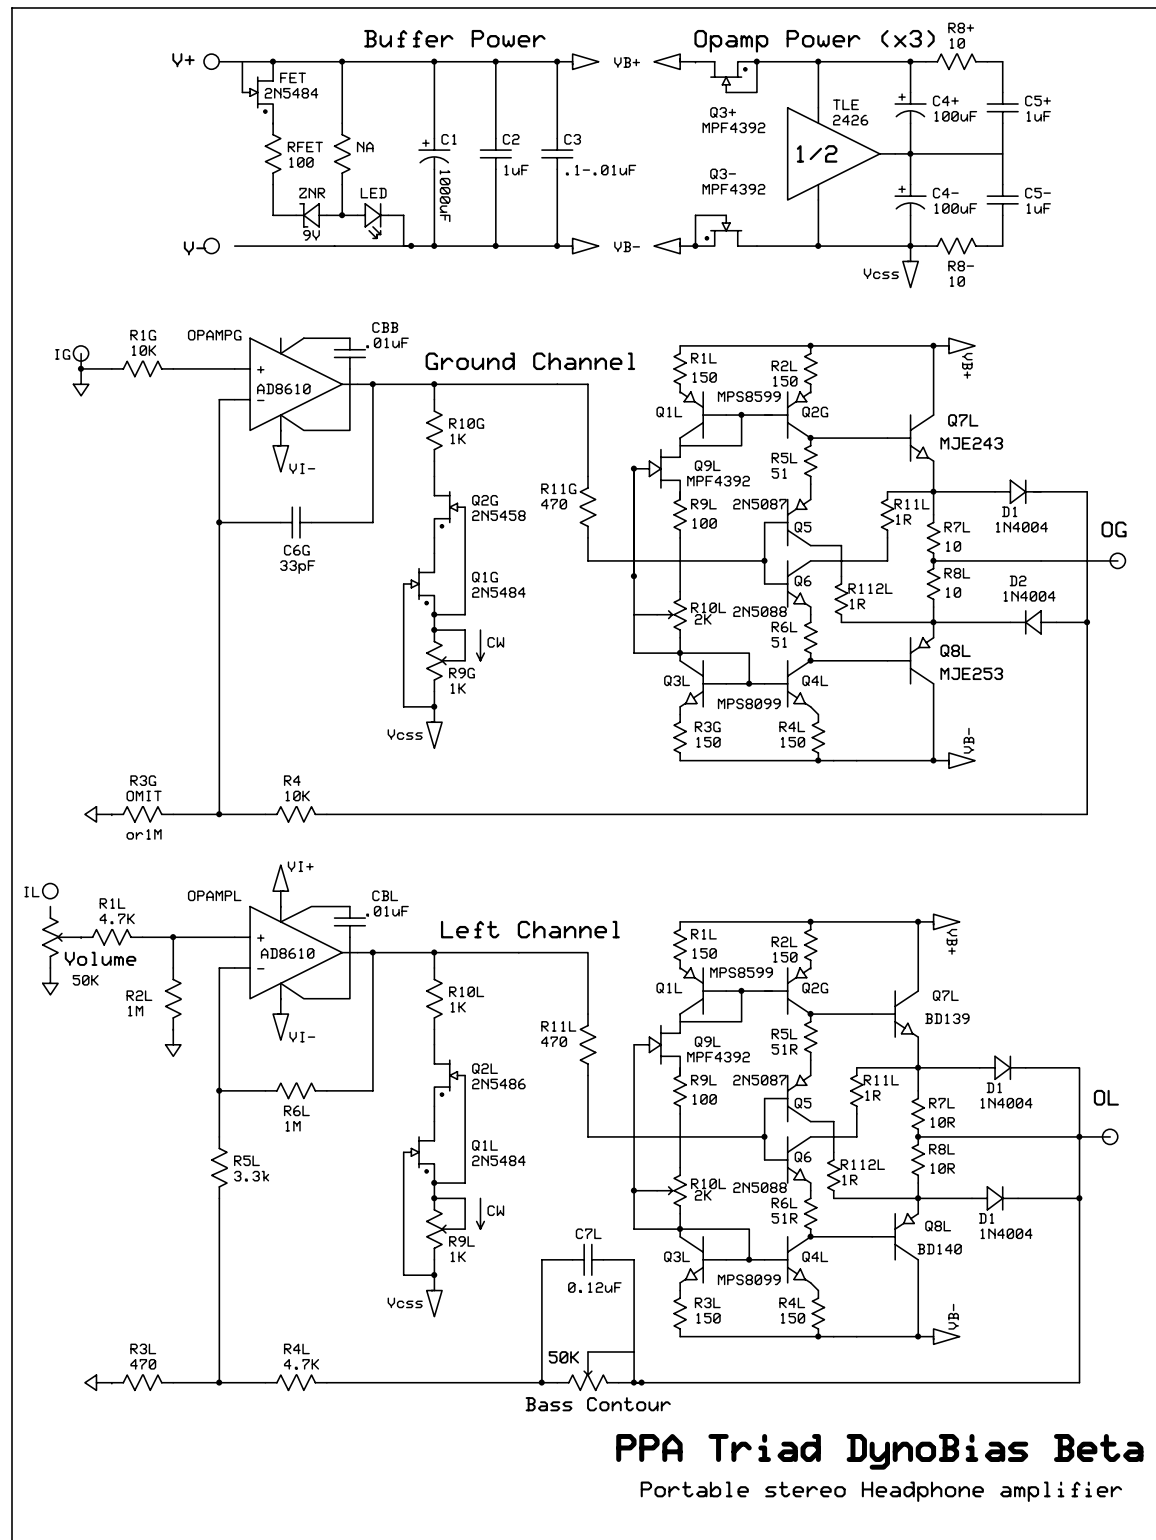 Buffer Power
Opamp Power (x3)
V+
FET
2N5484
RFET
100
NA
ZNR
9V
LED
C1
1000uF
C2
1uF
C3
.1-.01uF
V-
VB+
VB-
Q3+
MPF4392
Q3-
MPF4392
TLE
2426
1/2
R8+
10
C4+
100uF
C5+
1uF
C4-
100uF
C5-
1uF
R8-
10
Vcss
Ground Channel
IG
R1G
10K
OPAMPG
+
AD8610
-
CBB
.01uF
VI-
C6G
33pF
R10G
1K
Q2G
2N5458
Q1G
2N5484
CW
R9G
1K
Vcss
R11G
470
R1L
150
R2L
150
MPS8599
Q1L
Q2G
Q9L
MPF4392
R9L
100
R5L
51
2N5087
Q5
Q6
2N5088
R10L
2K
R6L
51
R11L
1R
R112L
1R
Q3L
MPS8099
Q4L
R3G
150
R4L
150
VB+
Q7L
MJE243
D1
1N4004
R7L
10
R8L
10
OG
D2
1N4004
Q8L
MJE253
VB-
R3G
OMIT
or1M
R4
10K
Left Channel
IL
R1L
4.7K
Volume
50K
R2L
1M
VI+
OPAMPL
+
AD8610
-
CBL
.01uF
VI-
R6L
1M
R5L
3.3k
R10L
1K
Q2L
2N5486
Q1L
2N5484
CW
R9L
1K
Vcss
R11L
470
R1L
150
R2L
150
MPS8599
Q1L
Q2G
Q9L
MPF4392
R9L
100
R5L
51R
2N5087
Q5
Q6
2N5088
R10L
2K
R6L
51R
R11L
1R
R112L
1R
Q3L
MPS8099
Q4L
R3L
150
R4L
150
VB+
Q7L
BD139
D1
1N4004
R7L
10R
R8L
10R
OL
D1
1N4004
Q8L
BD140
VB-
C7L
0.12uF
R3L
470
R4L
4.7K
50K
Bass Contour
PPA Triad DynoBias Beta
Portable stereo Headphone amplifier